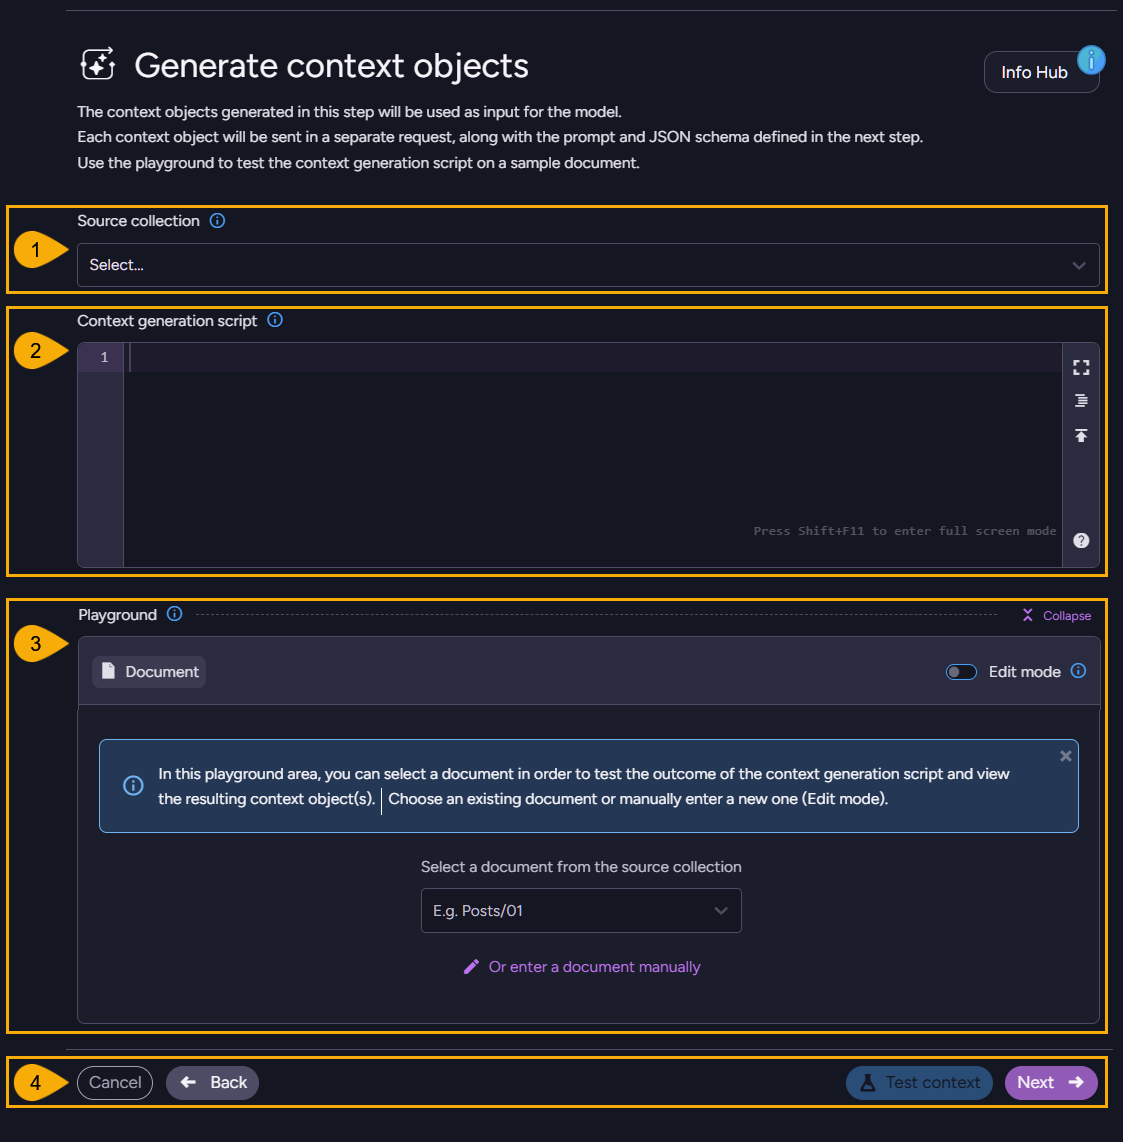 Generate context objects
Info Hub
The context objects generated in this step will be used as input for the model.
Each context object will be sent in a separate request, along with the prompt and JSON schema defined in the next step.
Use the playground to test the context generation script on a sample document.
1
Source collection
Select...
2
Context generation script
1
Press Shift+F11 to enter full screen mode
3
Playground
Collapse
Document
Edit mode
In this playground area, you can select a document in order to test the outcome of the context generation script and view
the resulting context object(s). Choose an existing document or manually enter a new one (Edit mode).
Select a document from the source collection
E.g. Posts/01
Or enter a document manually
4
Cancel
Back
Test context
Next